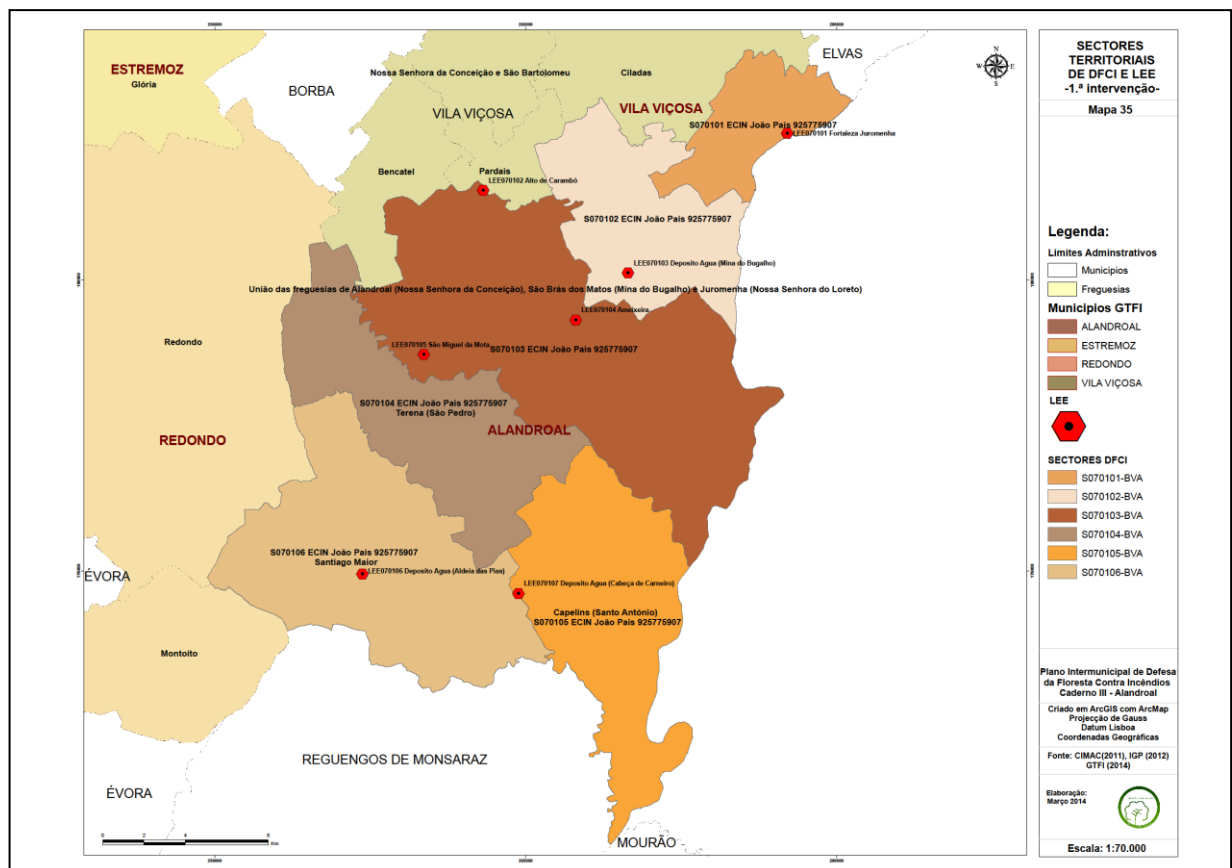 ESTREMOZ
Glória
BORBA
ELVAS
Nossa Senhora da Conceição e São Bartolomeu
Ciladas
VILA VIÇOSA
VILA VIÇOSA
S070101 ECIN João Pais 925775907
LEE070101 Fortaleza Juromenha
Bencatel
Pardais
LEE070102 Alto de Carambô
S070102 ECIN João Pais 925775907
LEE070103 Deposito Agua (Mina do Bugalho)
União das freguesias de Alandroal (Nossa Senhora da Conceição), São Brás dos Matos (Mina do Bugalho) e Juromenha (Nossa Senhora do Loreto)
LEE070104 Ameixeira
Redondo
LEE070105 São Miguel da Mota
S070103 ECIN João Pais 925775907
S070104 ECIN João Pais 925775907
Terena (São Pedro)
ALANDROAL
REDONDO
S070106 ECIN João Pais 925775907
Santiago Maior
LEE070106 Deposito Agua (Aldeia das Pias)
ÉVORA
LEE070107 Deposito Agua (Cabeça de Carneiro)
Capelins (Santo António)
S070105 ECIN João Pais 925775907
Montoito
REGUENGOS DE MONSARAZ
ÉVORA
MOURÃO
0 2 4 8
Km
N
W E
S
SECTORES
TERRITORIAIS
DE DFCI E LEE
-1.ª intervenção-
Mapa 35
Legenda:
Limites Adminstrativos
Municipios
Freguesias
Municipios GTFI
ALANDROAL
ESTREMOZ
REDONDO
VILA VIÇOSA
LEE
SECTORES DFCI
S070101-BVA
S070102-BVA
S070103-BVA
S070104-BVA
S070105-BVA
S070106-BVA
Plano Intermunicipal de Defesa
da Floresta Contra Incêndios
Caderno III - Alandroal
Criado em ArcGIS com ArcMap
Projecção de Gauss
Datum Lisboa
Coordenadas Geográficas
Fonte: CIMAC(2011), IGP (2012)
GTFI (2014)
Elaboração:
Março 2014
Escala: 1:70.000